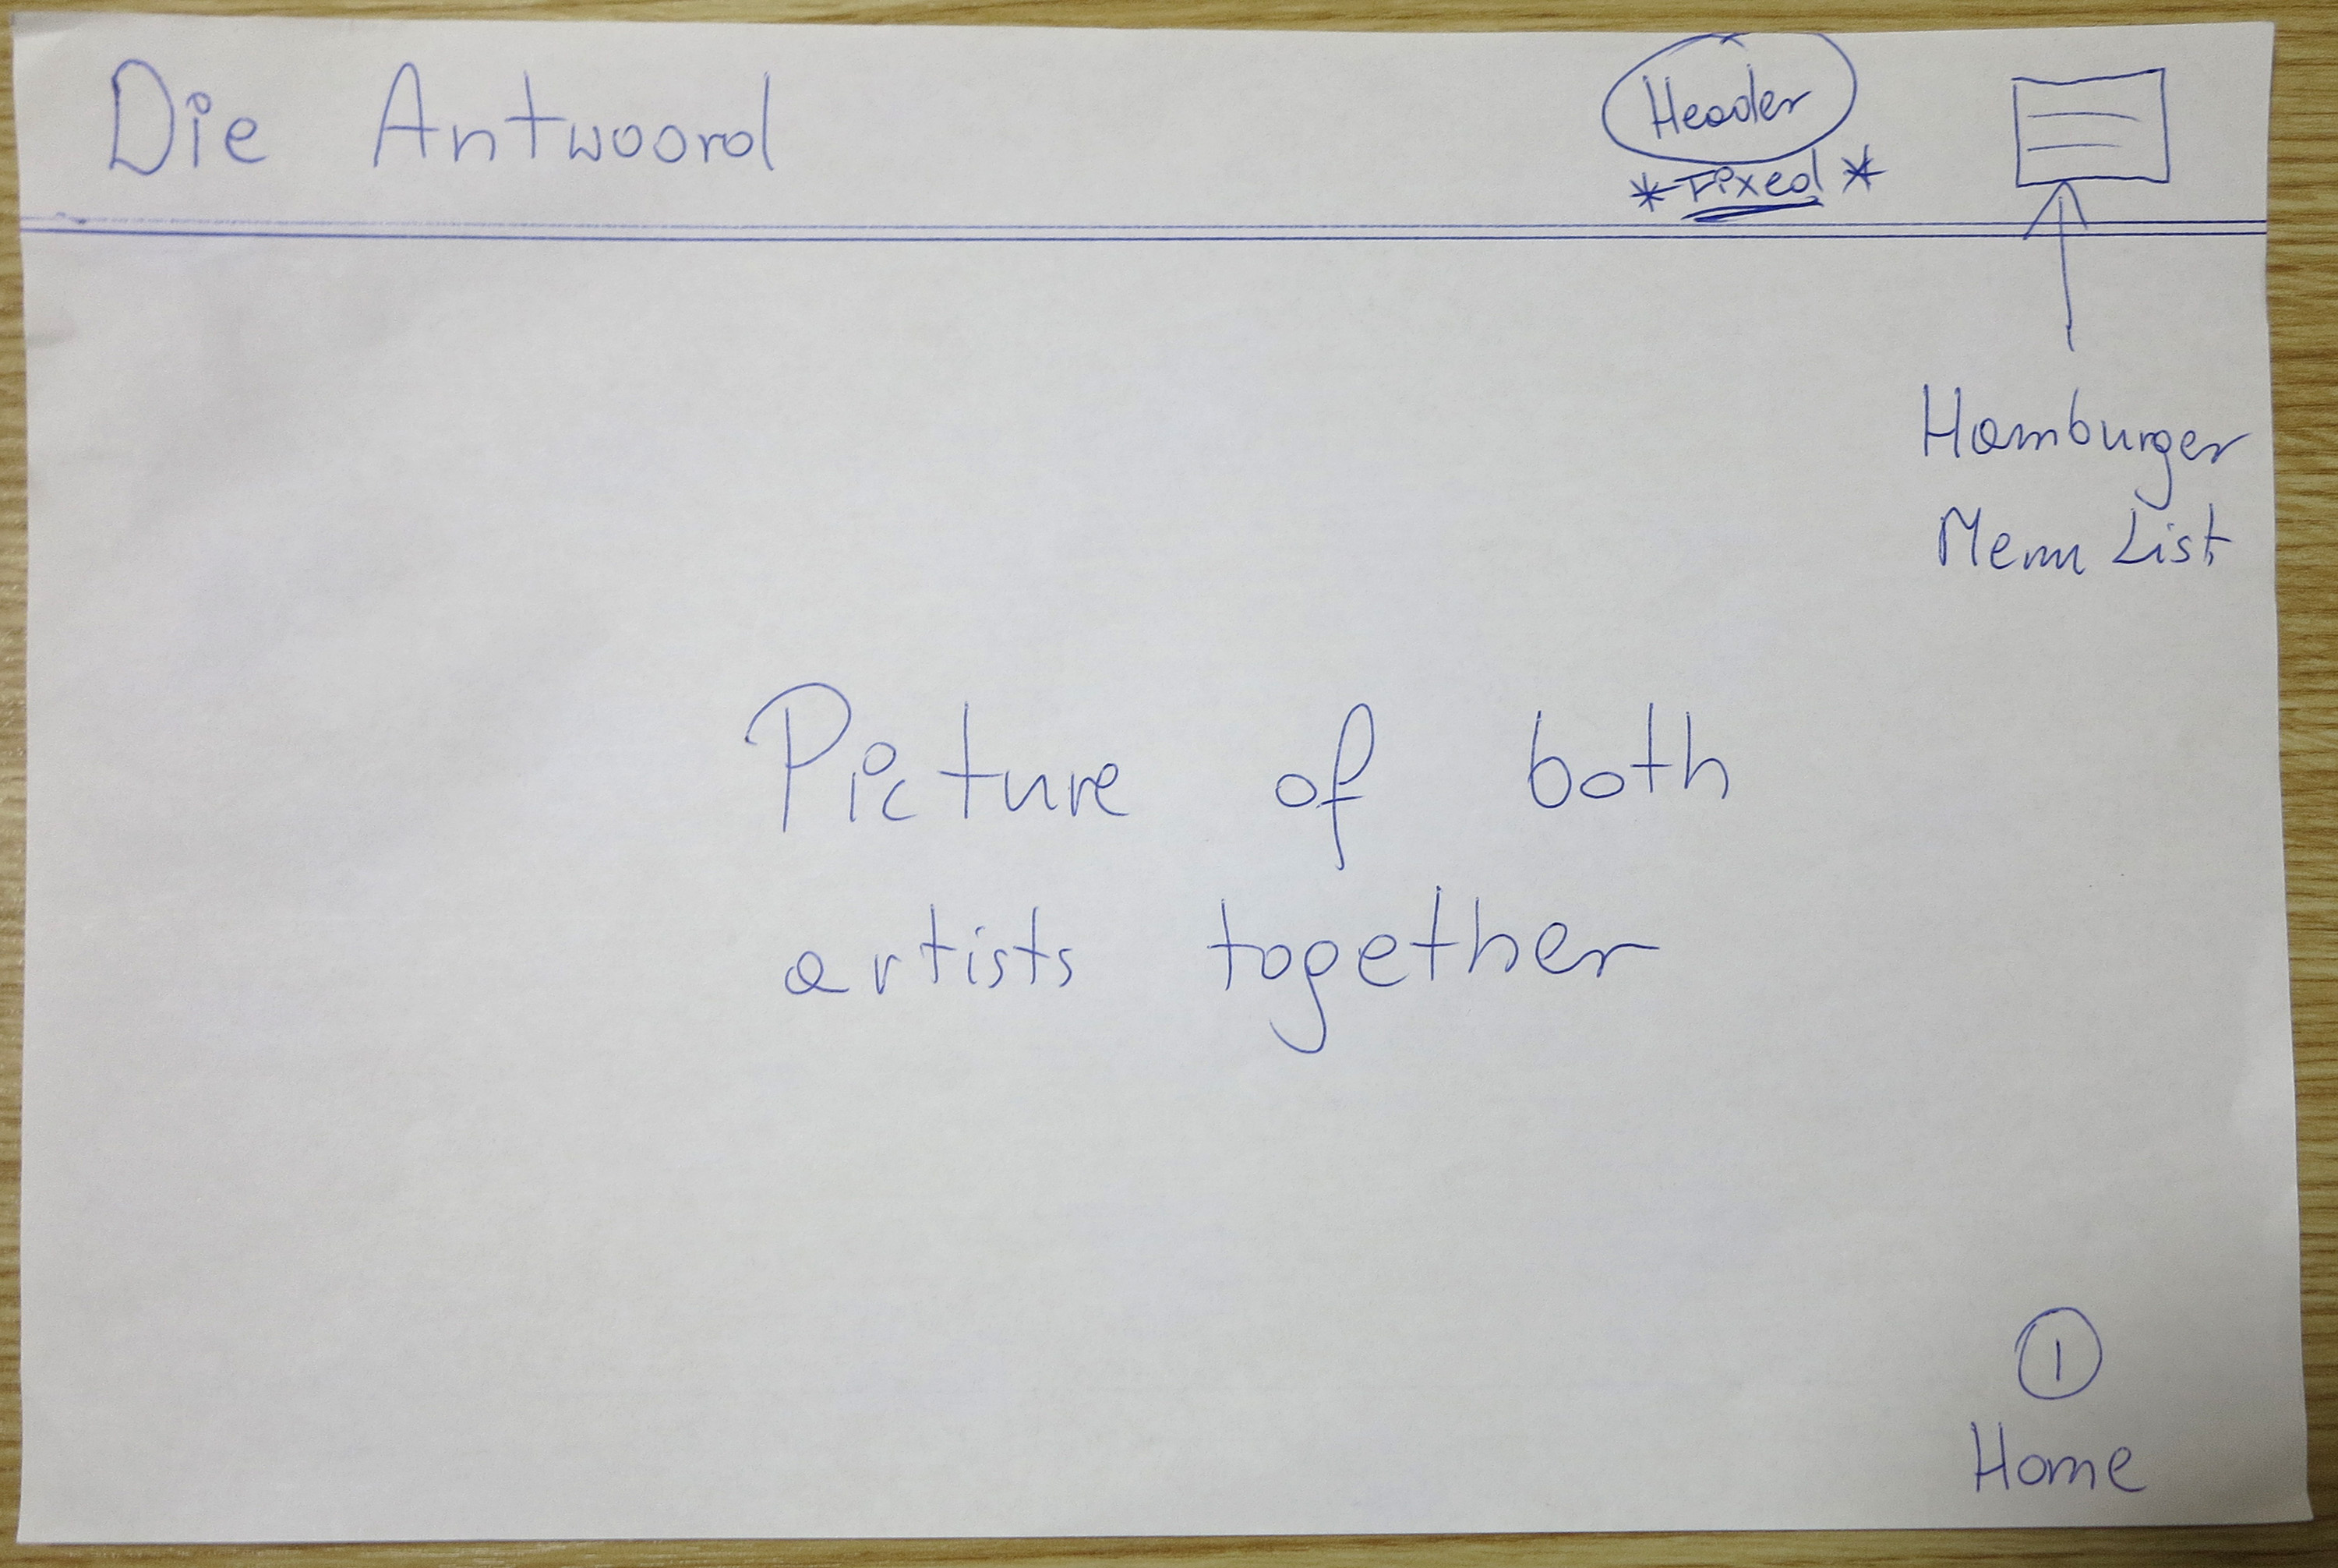 Die Antwoord
Header
*Fixed*
Hamburger
Menu List
Picture of both
artists together
1
Home